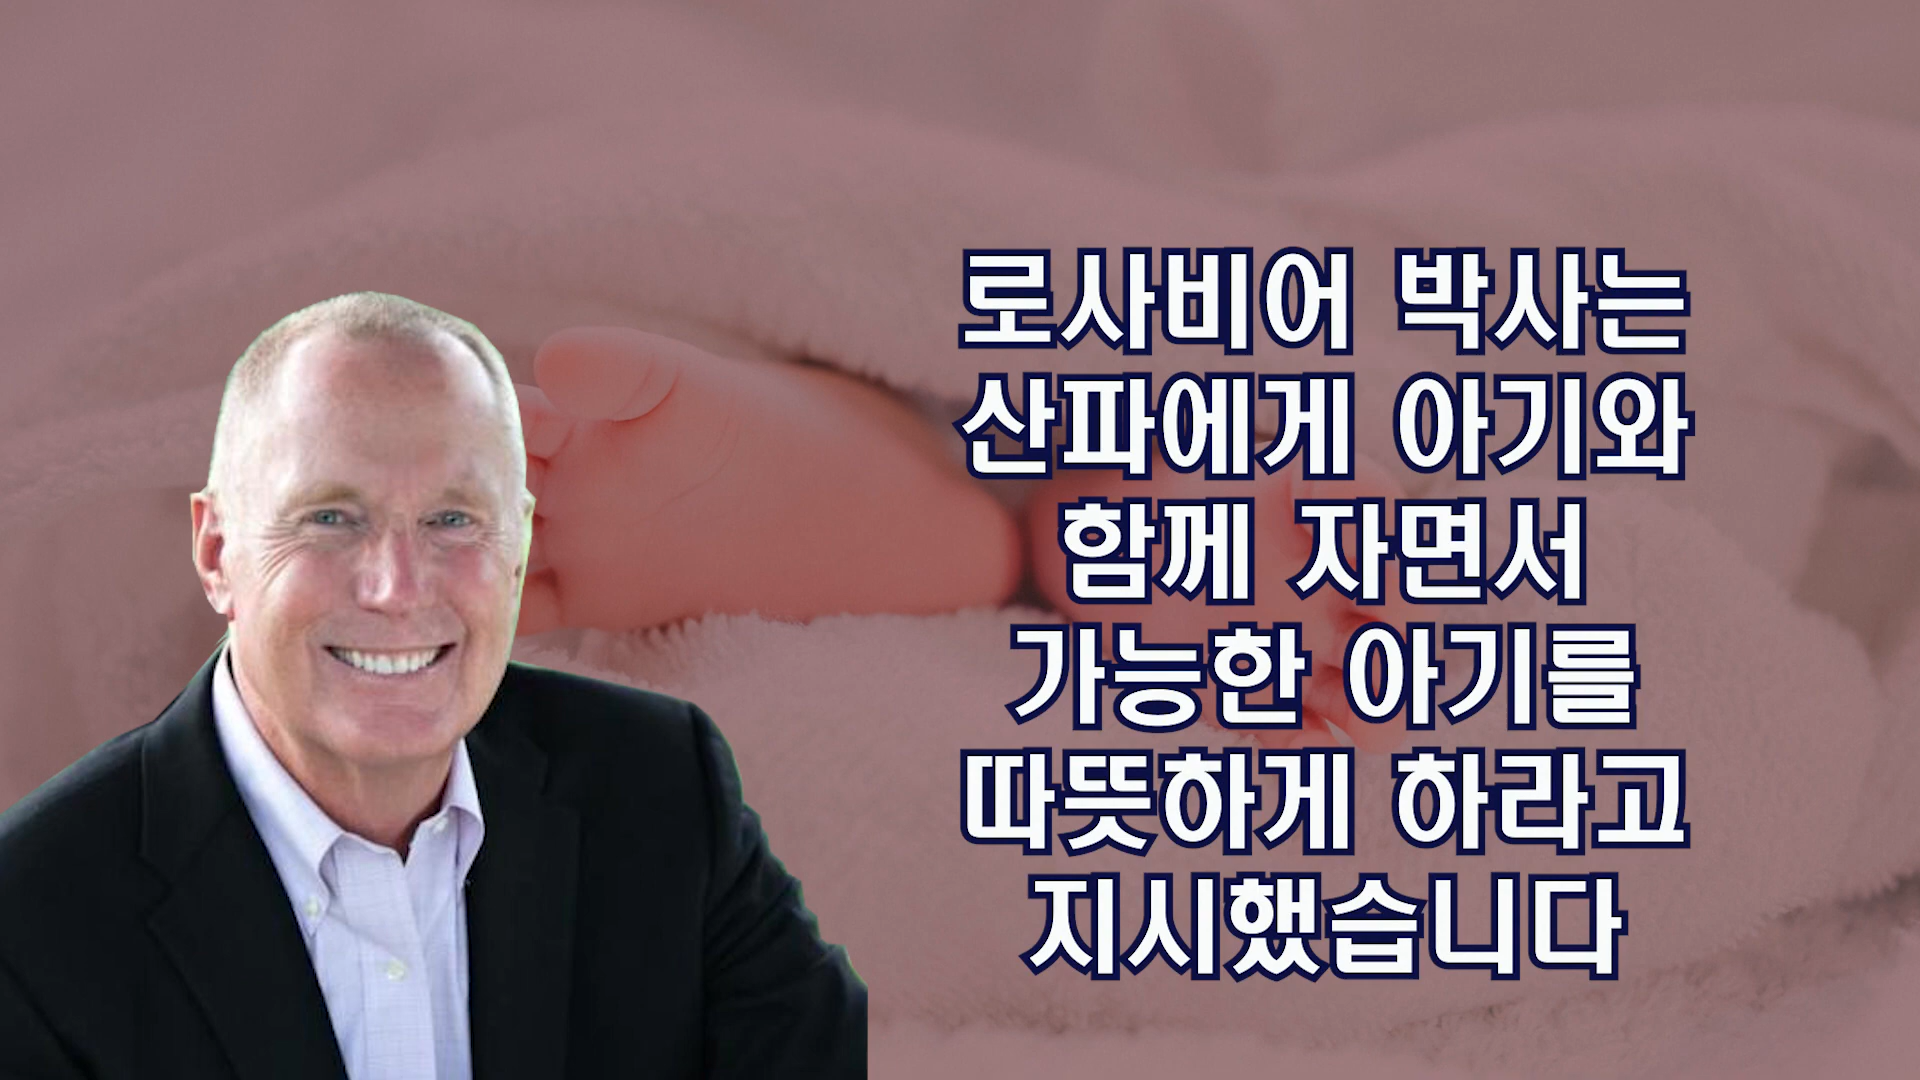 로사비어 박사는
산파에게 아기와
함께 자면서
가능한 아기를
따뜻하게 하라고
지시했습니다